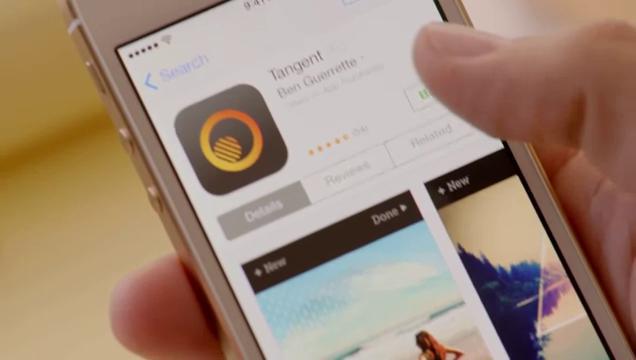 Search
Tangent
Ben Guerrette
Details
Reviews
Related
+ New
Done
+ New